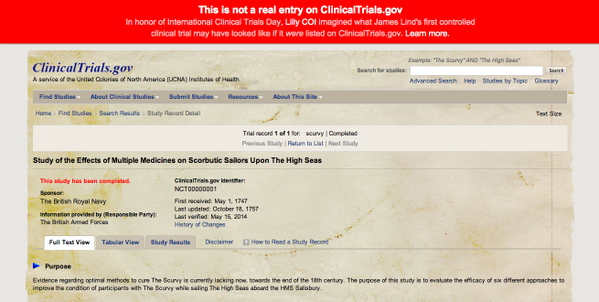 This is not a real entry on ClinicalTrials.gov
In honor of International Clinical Trials Day, Lilly COI imagined what James Lind's first controlled
clinical trial may have looked like if it were listed on ClinicalTrials.gov. Learn more.
Example: "The Scurvy" AND "The High Seas"
ClinicalTrials.gov
Search for studies: Search
A service of the United Colonies of North America (UCNA) Institutes of Health
Advanced Search Help Studies by Topic Glossary
Find Studies About Clinical Studies Submit Studies Resources About This Site
Home › Find Studies › Search Results › Study Record Detail Text Size
Trial record 1 of 1 for: scurvy | Completed
Previous Study | Return to List | Next Study
Study of the Effects of Multiple Medicines on Scorbutic Sailors Upon The High Seas
This study has been completed.
Sponsor:
The British Royal Navy
Information provided by (Responsible Party):
The British Armed Forces
ClinicalTrials.gov Identifier:
NCT00000001
First received: May 1, 1747
Last updated: October 18, 1757
Last verified: May 15, 2014
History of Changes
Full Text View Tabular View Study Results Disclaimer How to Read a Study Record
Purpose
Evidence regarding optimal methods to cure The Scurvy is currently lacking now, towards the end of the 18th century. The purpose of this study is to evaluate the efficacy of six different approaches to
improve the condition of participants with The Scurvy while sailing The High Seas aboard the HMS Salisbury.